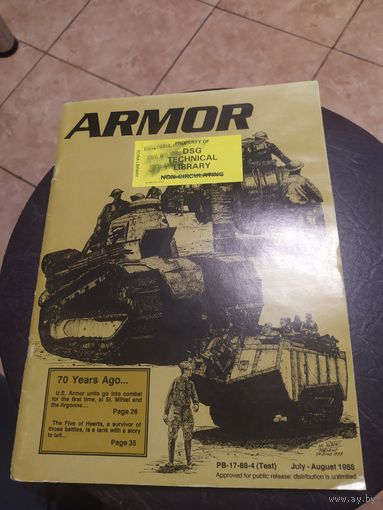 ARMOR
PROPERTY OF
DSG
TECHNICAL
LIBRARY
NON-CIRCULATING
70 Years Ago...
U.S. Armor units go into combat
for the first time, at St. Mihiel and
the Argonne...
Page 26
The Five of Hearts, a survivor of
those battles, is a tank with a story
to tell...
Page 35
PB-17-88-4 (Test) July - August 1988
Approved for public release; distribution is unlimited.
ay.by